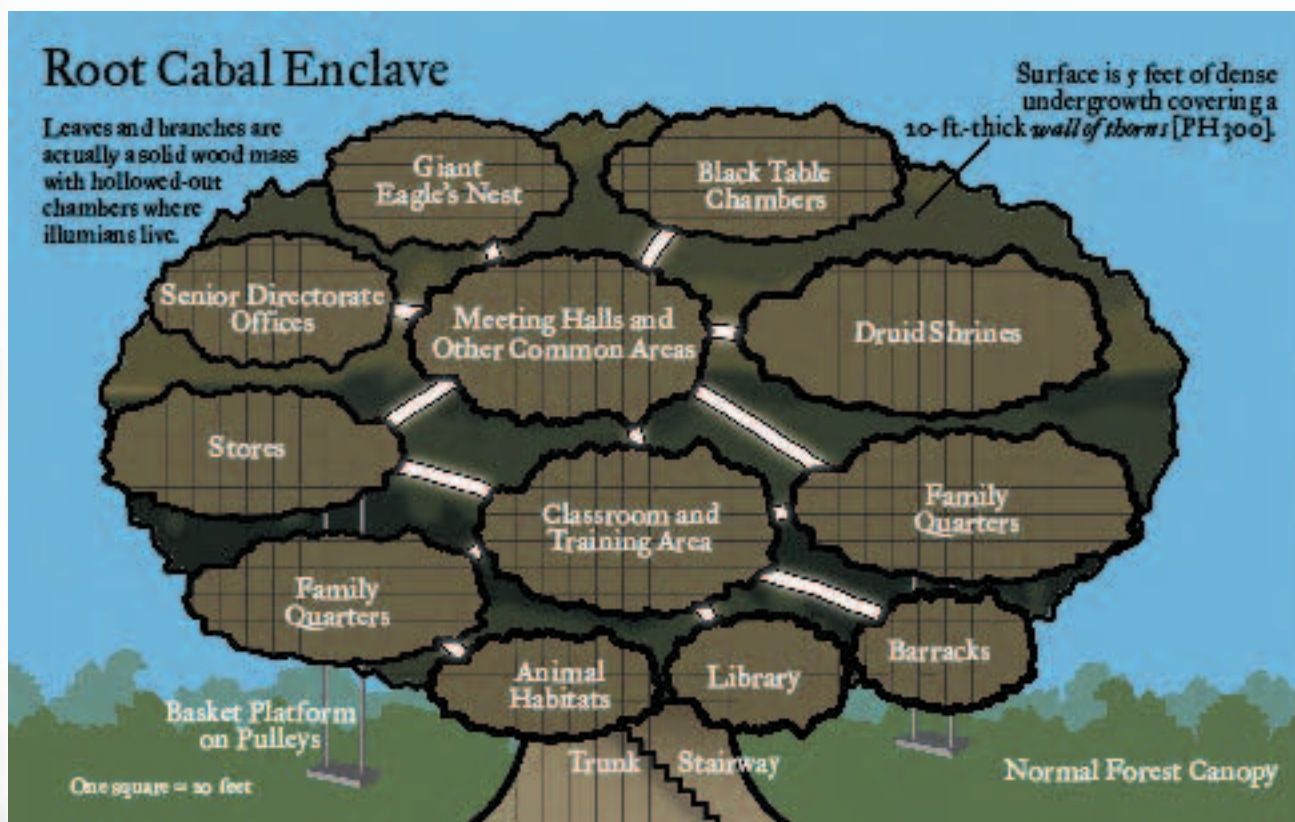 Root Cabal Enclave
Leaves and branches are
actually a solid wood mass
with hollowed-out
chambers where
illumians live.
Surface is 5 feet of dense
undergrowth covering a
20-ft.-thick wall of thorns [PH 300].
Giant
Eagle's Nest
Black Table
Chambers
Senior Directorate
Offices
Meeting Halls and
Other Common Areas
Druid Shrines
Stores
Classroom and
Training Area
Family
Quarters
Family
Quarters
Animal
Habitats
Library
Barracks
Basket Platform
on Pulleys
Trunk
Stairway
Normal Forest Canopy
One square = 20 feet